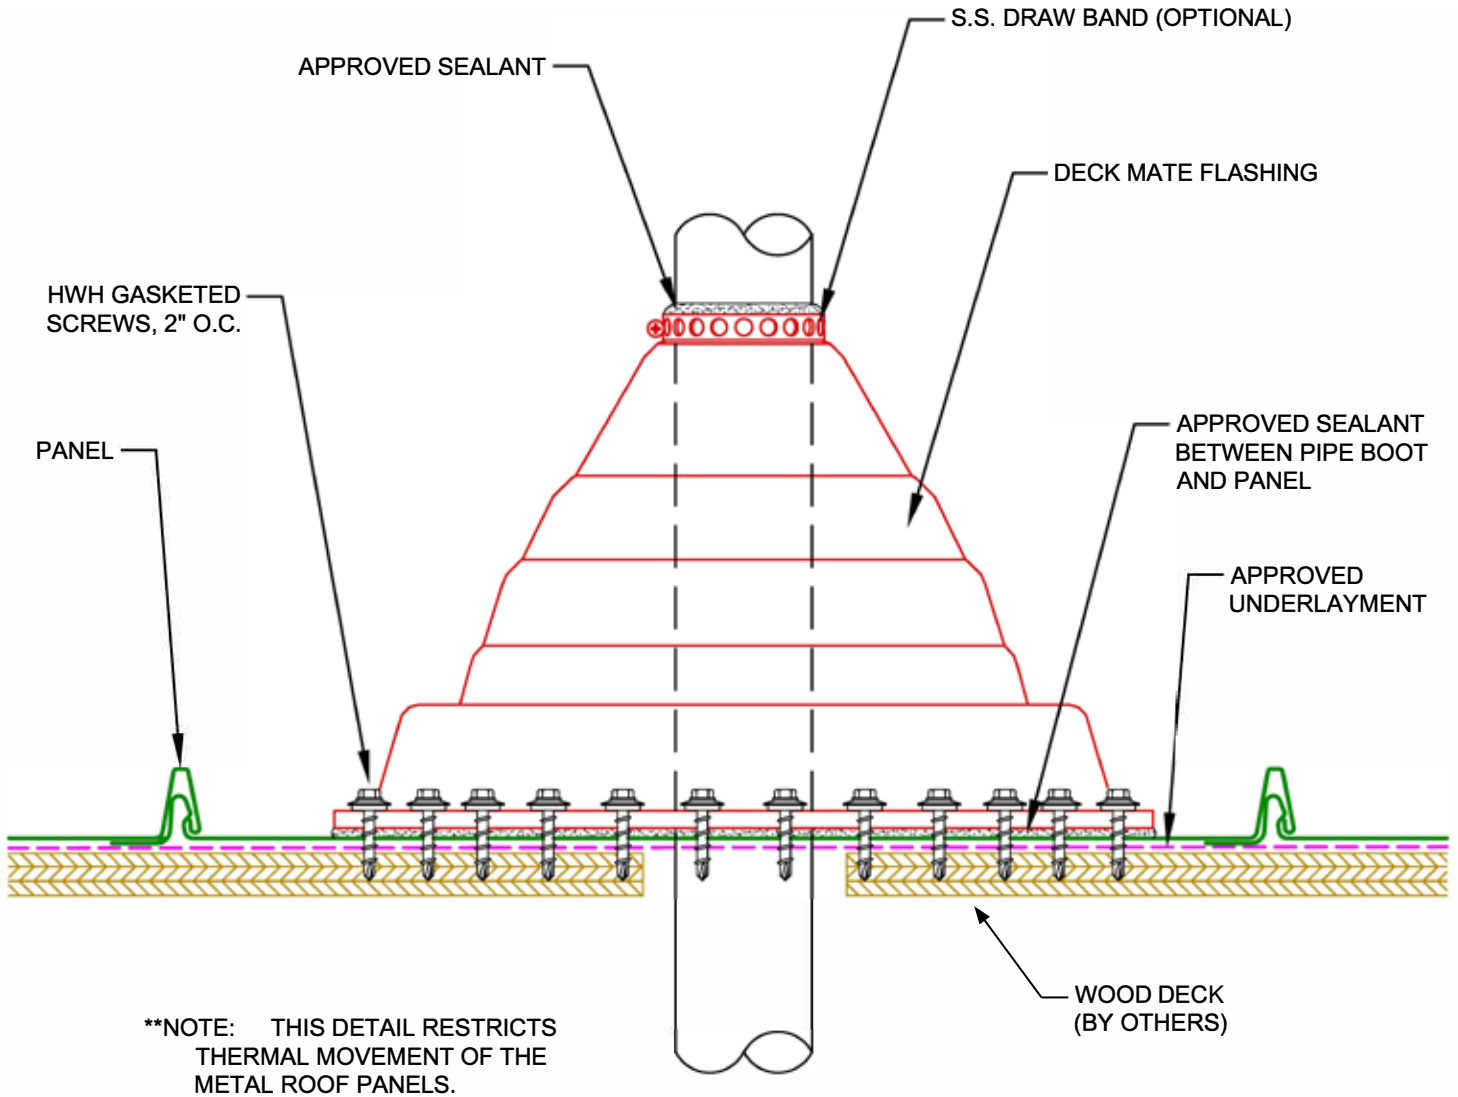 S.S. DRAW BAND (OPTIONAL)
APPROVED SEALANT
DECK MATE FLASHING
HWH GASKETED
SCREWS, 2" O.C.
PANEL
APPROVED SEALANT
BETWEEN PIPE BOOT
AND PANEL
APPROVED
UNDERLAYMENT
WOOD DECK
(BY OTHERS)
**NOTE: THIS DETAIL RESTRICTS
THERMAL MOVEMENT OF THE
METAL ROOF PANELS.